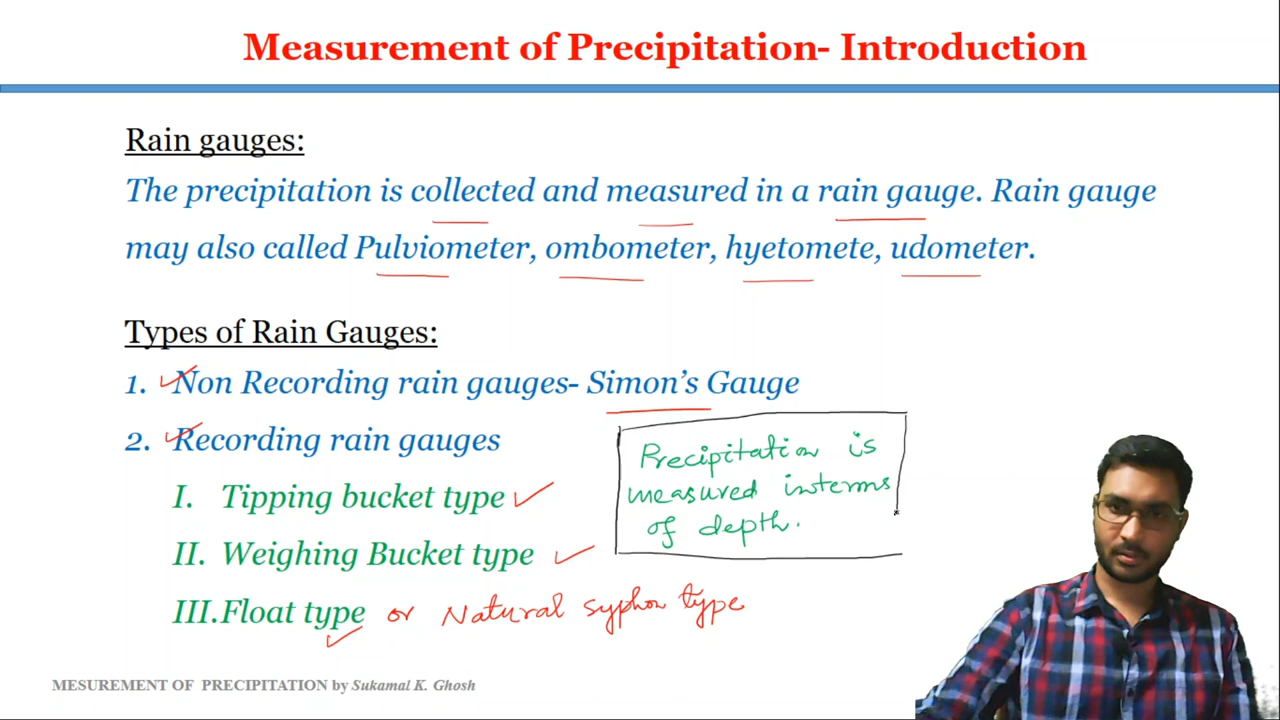 Measurement of Precipitation- Introduction
Rain gauges:
The precipitation is collected and measured in a rain gauge. Rain gauge
may also called Pulviometer, ombometer, hyetomete, udometer.
Types of Rain Gauges:
1. Non Recording rain gauges- Simon's Gauge
2. Recording rain gauges
I. Tipping bucket type
II. Weighing Bucket type
III.Float type or Natural syphon type
Precipitation is
measured interms
of depth.
MESUREMENT OF PRECIPITATION by Sukamal K. Ghosh